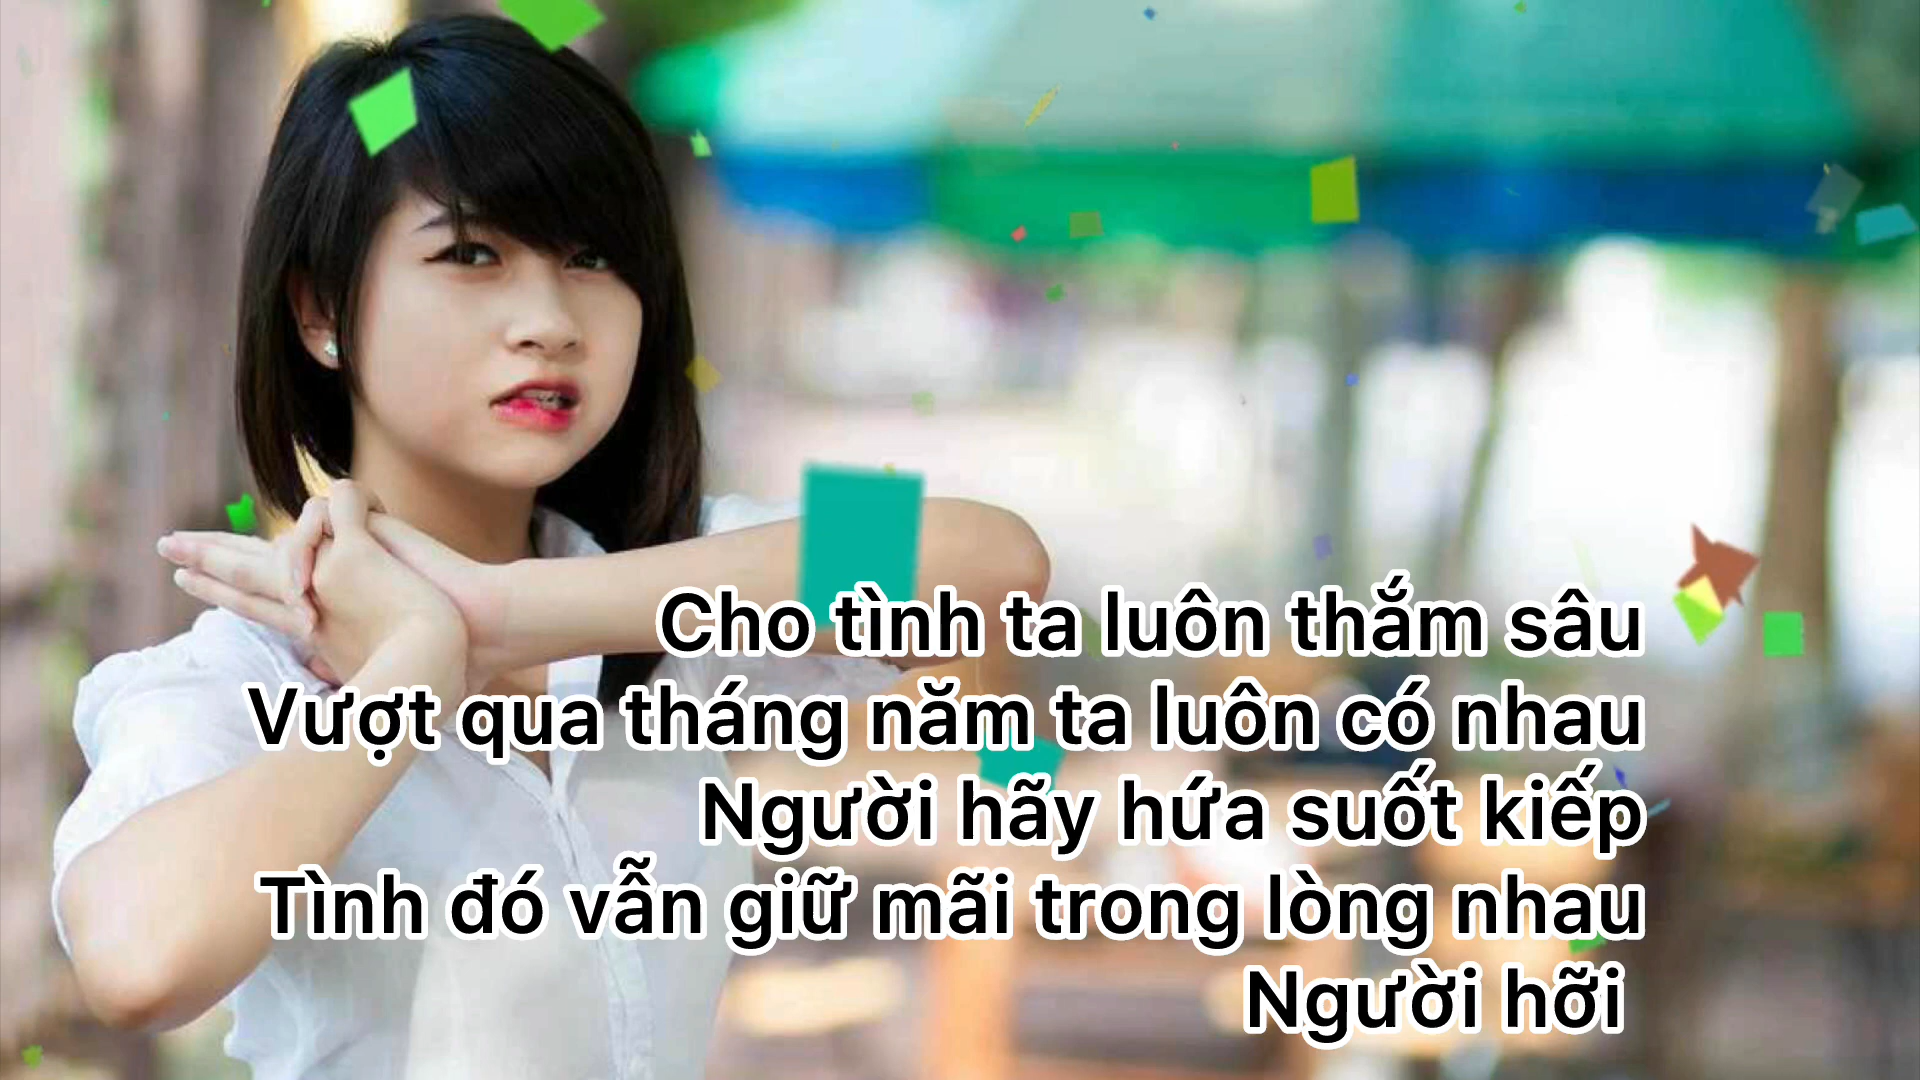 Cho tình ta luôn thắm sâu
Vượt qua tháng năm ta luôn có nhau
Người hãy hứa suốt kiếp
Tình đó vẫn giữ mãi trong lòng nhau
Người hỡi